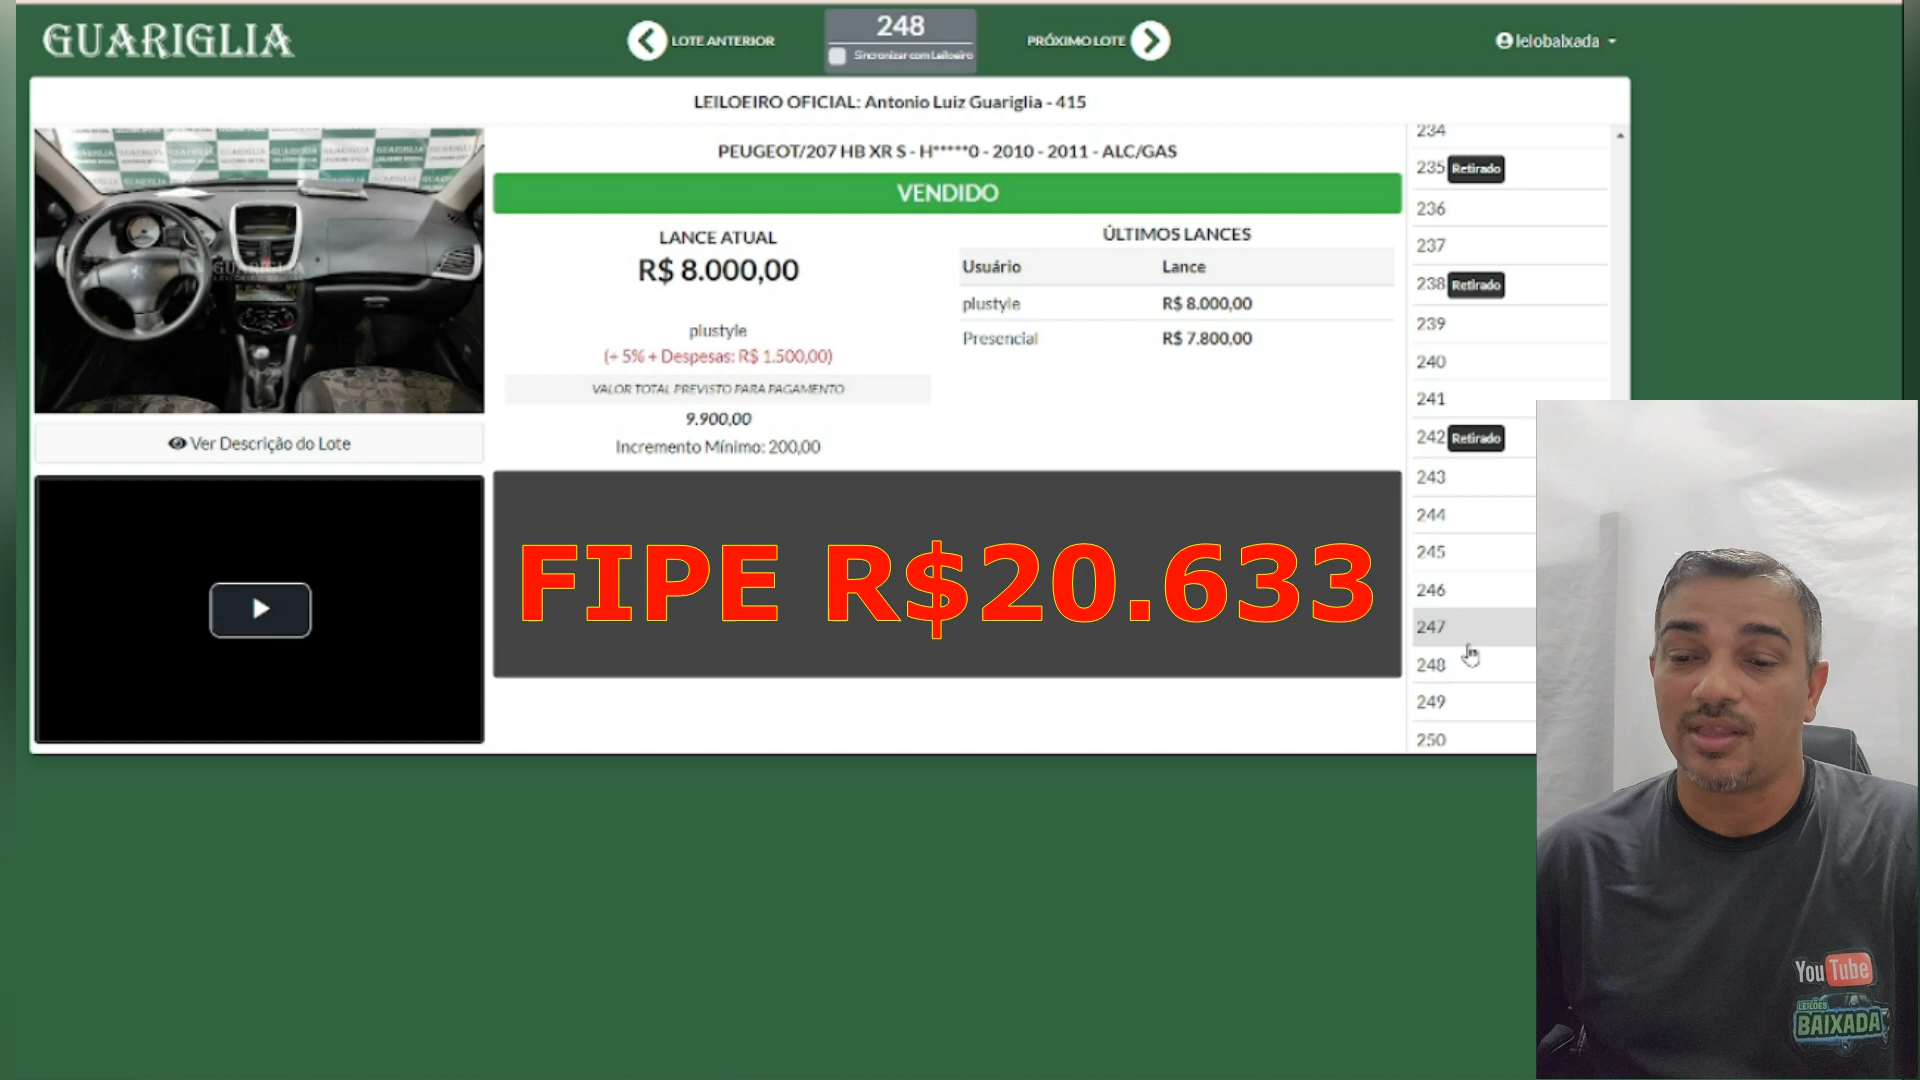 GUARIGLIA
LOTE ANTERIOR
248
Sincronizar com Leiloeiro
PRÓXIMO LOTE
lelobaixada
LEILOEIRO OFICIAL: Antonio Luiz Guariglia - 415
PEUGEOT/207 HB XR S - H*****0 - 2010 - 2011 - ALC/GAS
VENDIDO
LANCE ATUAL
R$ 8.000,00
plustyle
(+ 5% + Despesas: R$ 1.500,00)
VALOR TOTAL PREVISTO PARA PAGAMENTO
9.900,00
Incremento Mínimo: 200,00
ÚLTIMOS LANCES
Usuário Lance
plustyle R$ 8.000,00
Presencial R$ 7.800,00
Ver Descrição do Lote
FIPE R$20.633
234
235 Retirado
236
237
238 Retirado
239
240
241
242 Retirado
243
244
245
246
247
248
249
250
YouTube
LEILÕES
BAIXADA